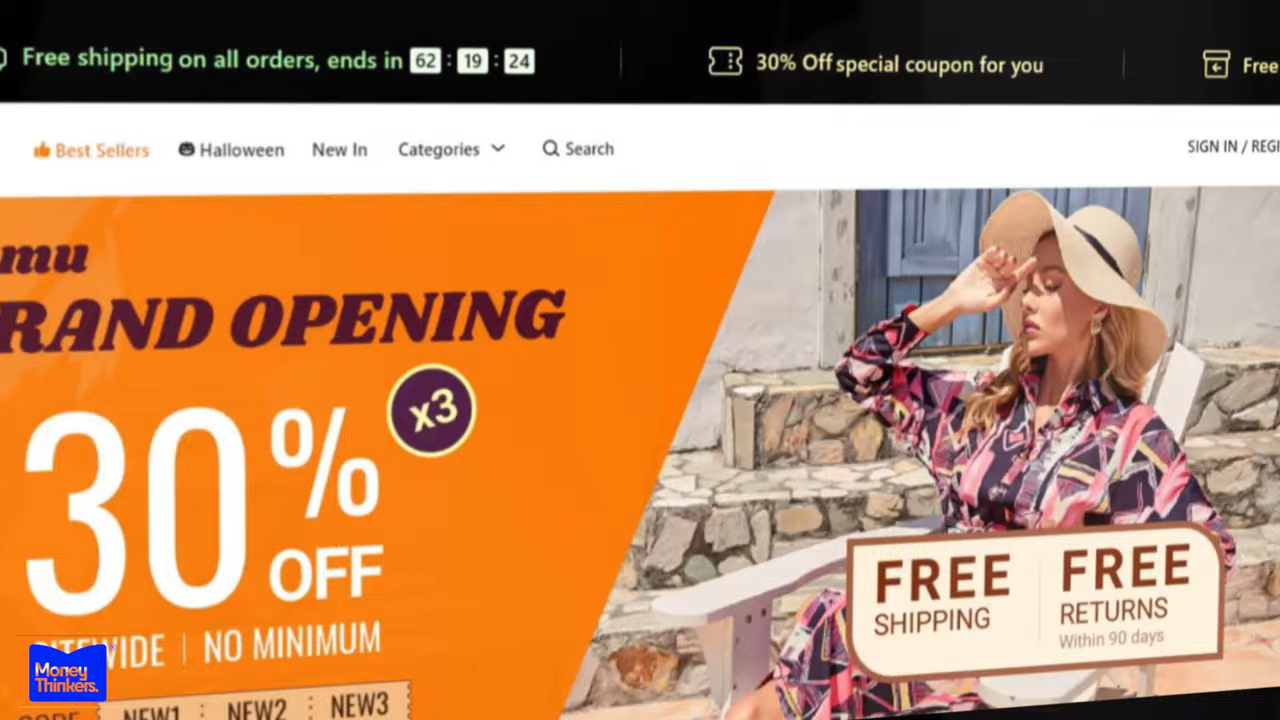 Free shipping on all orders, ends in 62 : 19 : 24
30% Off special coupon for you
Free
Best Sellers
Halloween
New In
Categories
Search
SIGN IN / REGI
mu
RAND OPENING
30% OFF
x3
SITEWIDE | NO MINIMUM
CODE NEW1 : NEW2 : NEW3
FREE SHIPPING
FREE RETURNS
Within 90 days
Money
Thinkers.